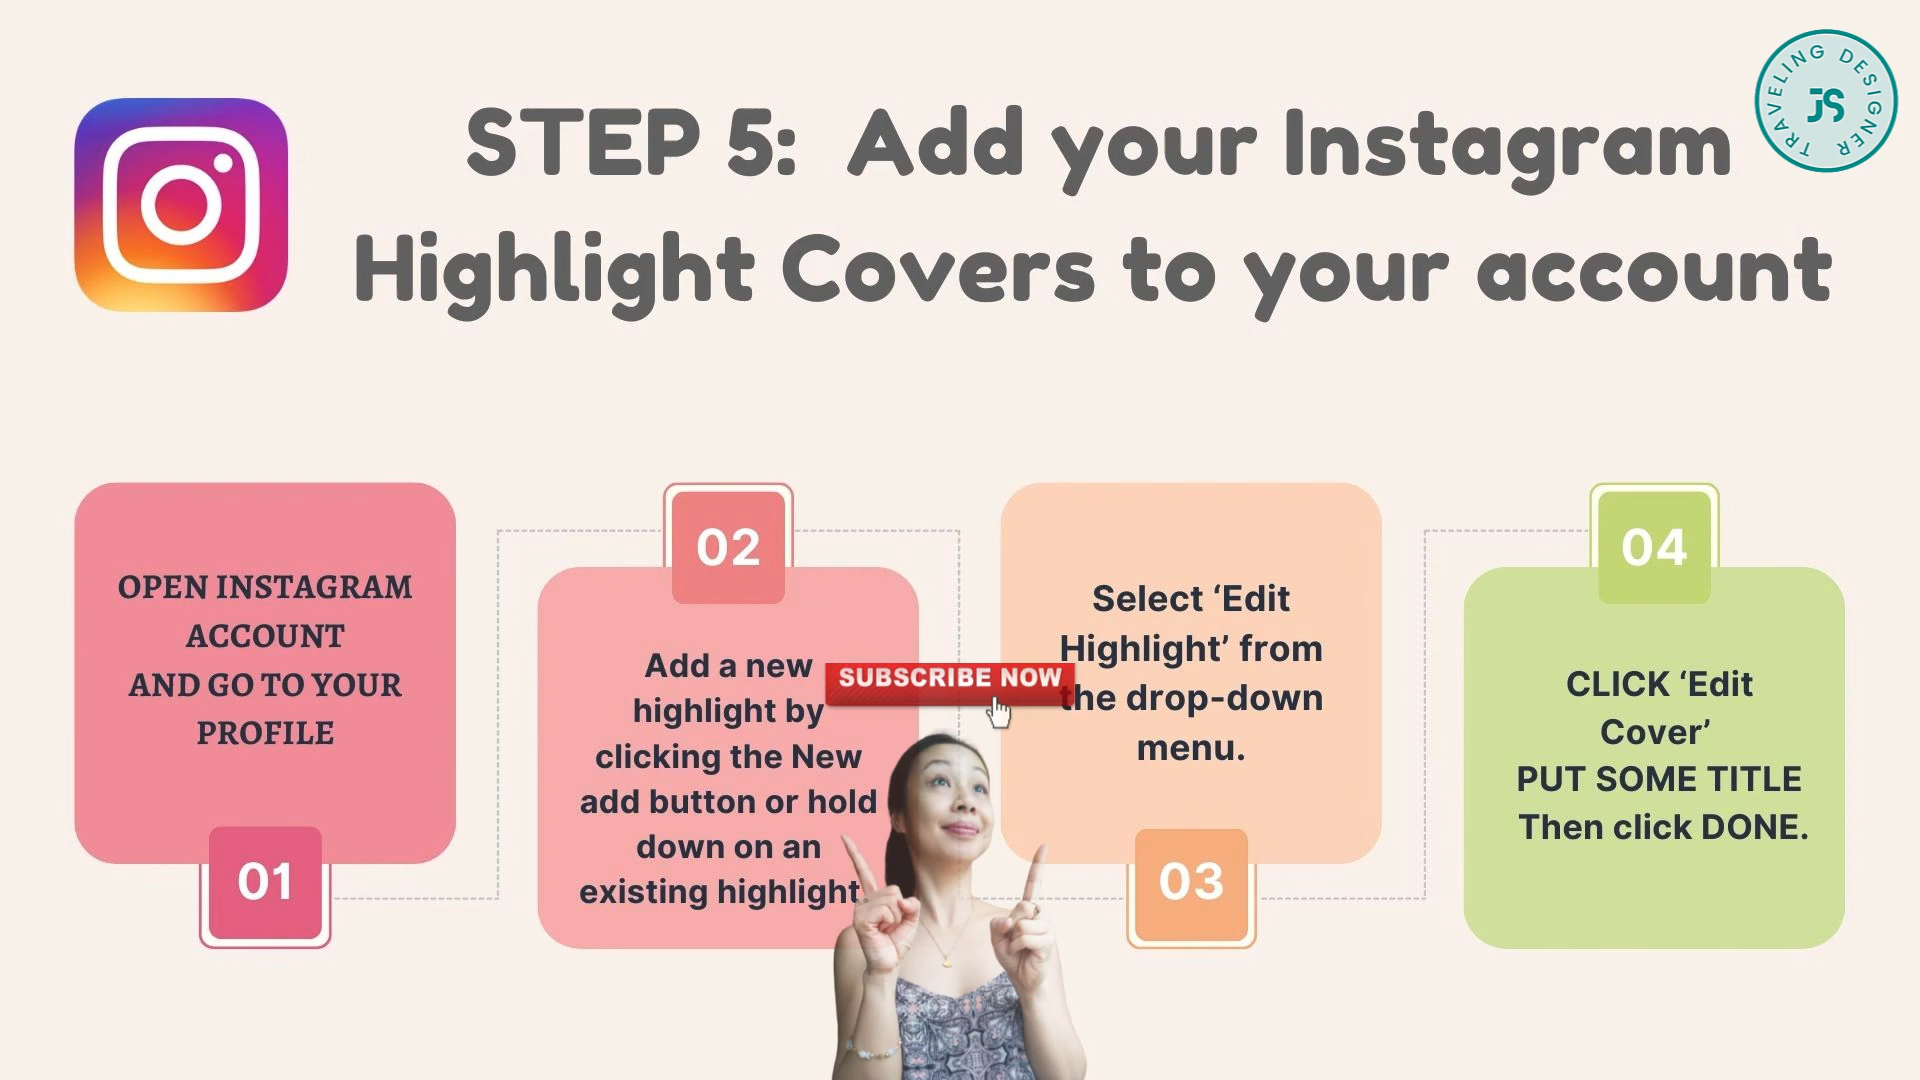 STEP 5: Add your Instagram
Highlight Covers to your account
TRAVELING DESIGNER
JS
OPEN INSTAGRAM
ACCOUNT
AND GO TO YOUR
PROFILE
01
02
Add a new
highlight by
clicking the New
add button or hold
down on an
existing highlight.
SUBSCRIBE NOW
Select ‘Edit
Highlight’ from
the drop-down
menu.
03
04
CLICK ‘Edit
Cover’
PUT SOME TITLE
Then click DONE.